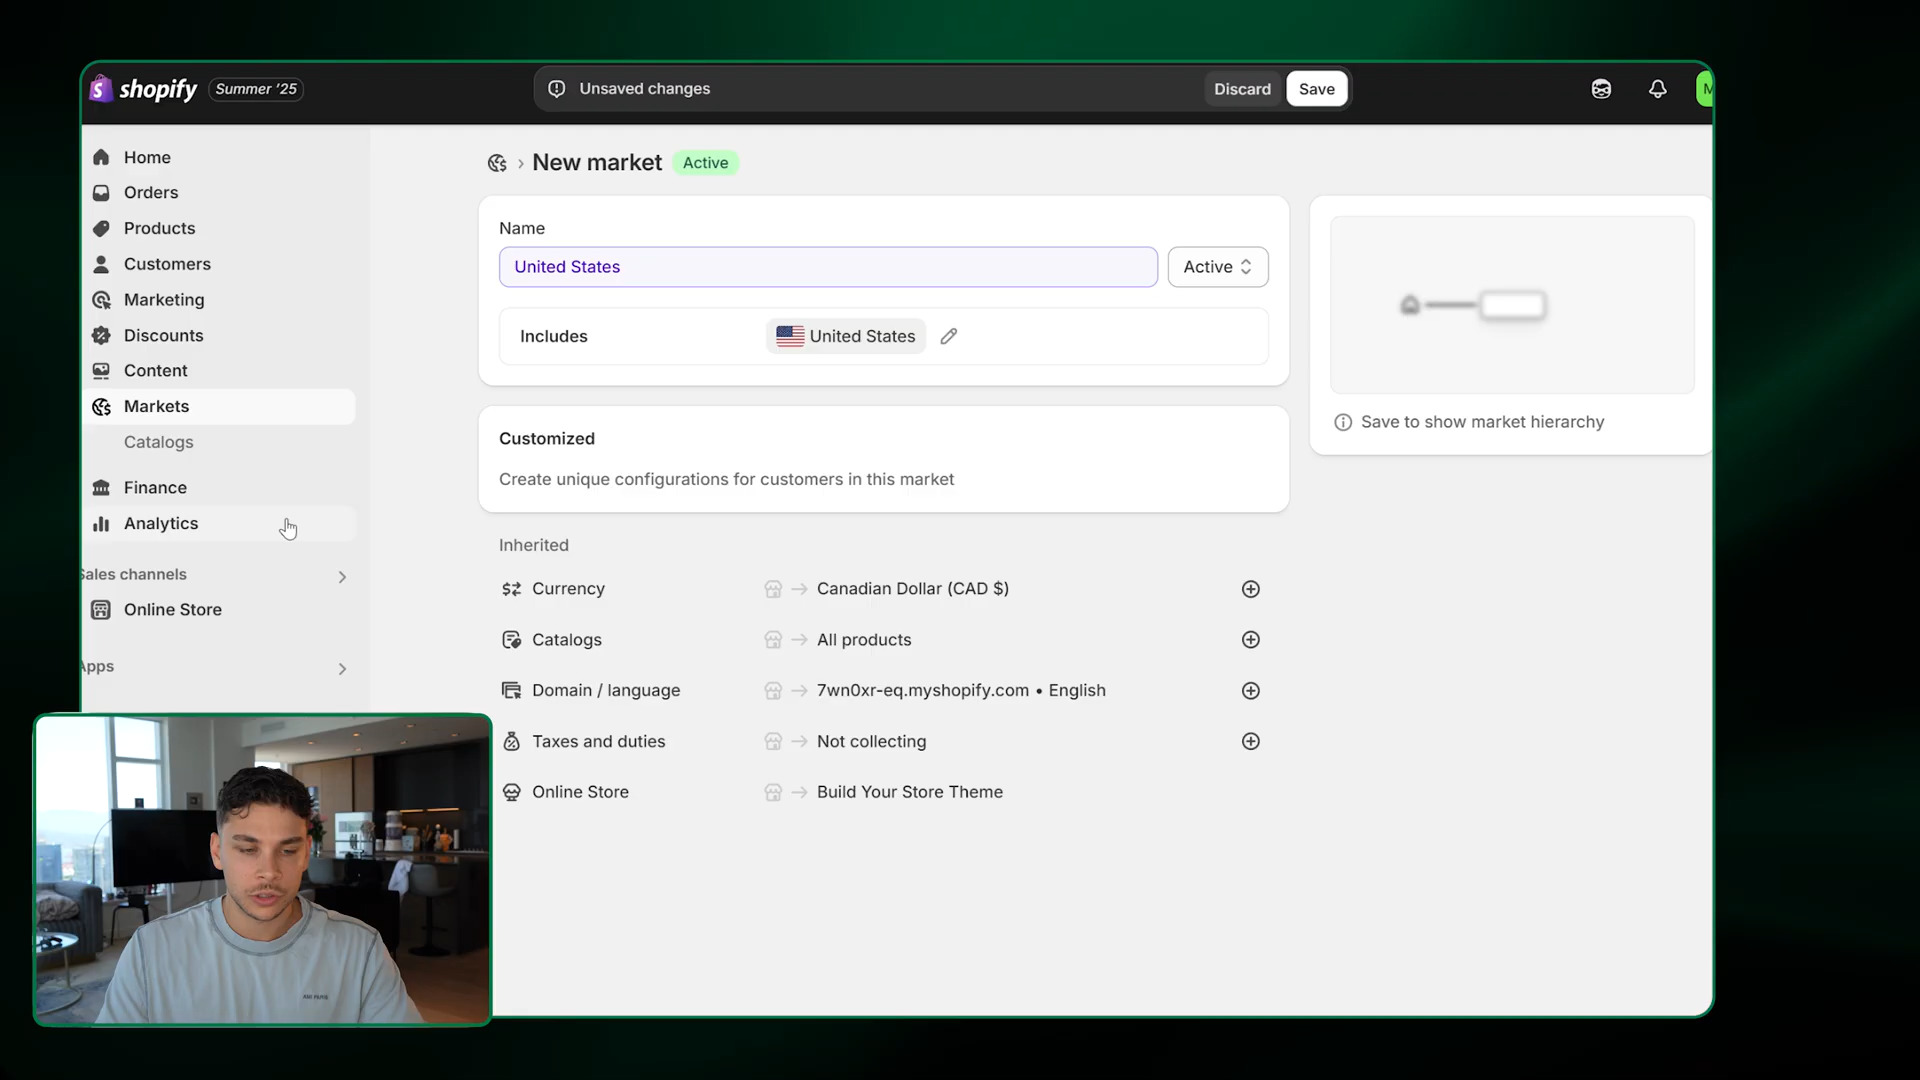 shopify Summer '25
Unsaved changes
Discard
Save
M
Home
Orders
Products
Customers
Marketing
Discounts
Content
Markets
Catalogs
Finance
Analytics
Sales channels
Online Store
Apps
New market Active
Name
United States
Active
Includes
United States
Customized
Create unique configurations for customers in this market
Inherited
Currency
Canadian Dollar (CAD $)
Catalogs
All products
Domain / language
7wn0xr-eq.myshopify.com • English
Taxes and duties
Not collecting
Online Store
Build Your Store Theme
Save to show market hierarchy
AMI PARIS